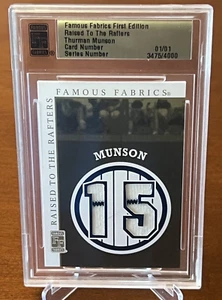 Famous Fabrics First Edition
Raised To The Rafters
Thurman Munson
Card Number 01/01
Series Number 3475/4000
FAMOUS FABRICS®
RAISED TO THE RAFTERS
MUNSON
15